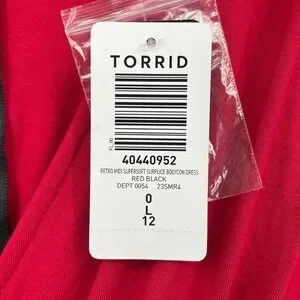 TORRID
40440952
RETRO MIDI SUPERSOFT SURPLICE BODYCON DRESS
RED BLACK
DEPT 0054 23SMR4
0
L
12